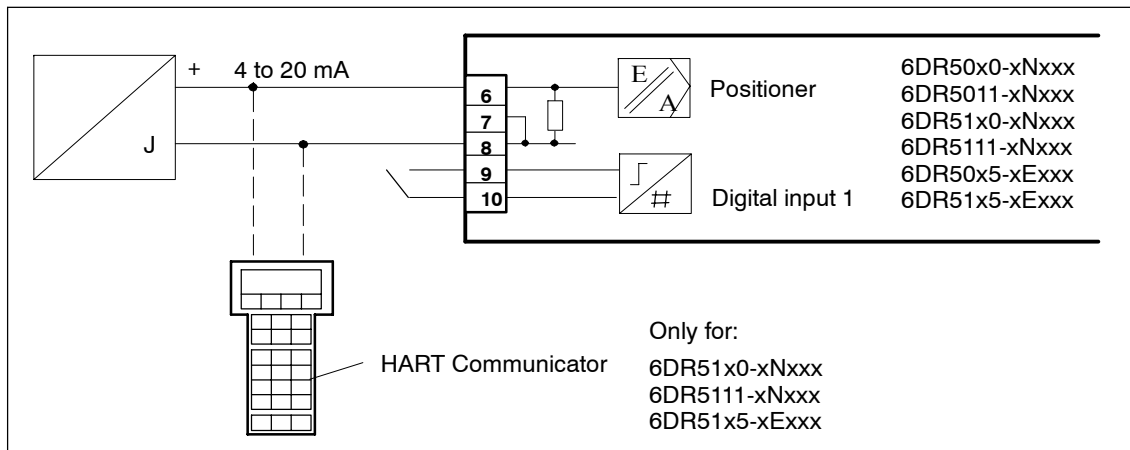 + 4 to 20 mA
J
6
7
8
9
10
E
A
Positioner
Digital input 1
6DR50x0-xNxxx
6DR5011-xNxxx
6DR51x0-xNxxx
6DR5111-xNxxx
6DR50x5-xExxx
6DR51x5-xExxx
HART Communicator
Only for:
6DR51x0-xNxxx
6DR5111-xNxxx
6DR51x5-xExxx